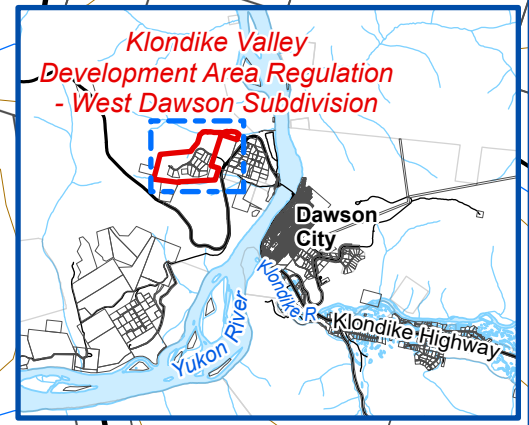 Klondike Valley
Development Area Regulation
- West Dawson Subdivision
Dawson
City
Klondike R
Klondike Highway
Yukon River